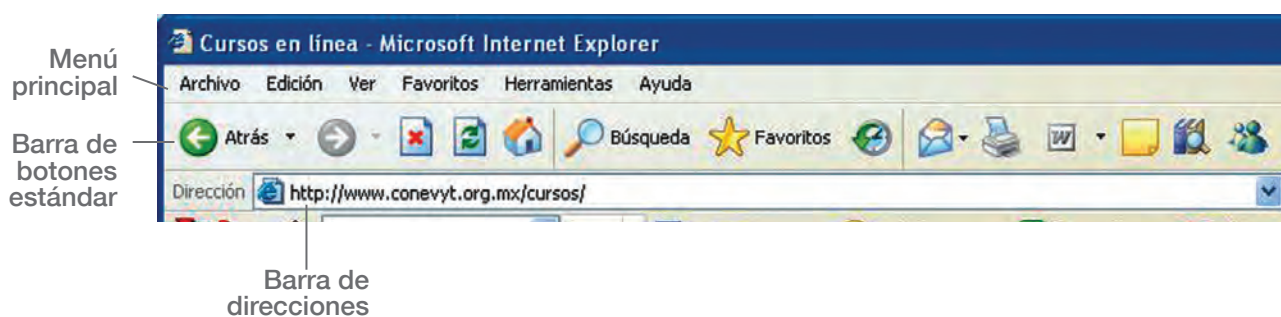 Cursos en línea - Microsoft Internet Explorer
Menú
principal
Archivo Edición Ver Favoritos Herramientas Ayuda
Barra de
botones
estándar
Atrás Búsqueda Favoritos W
Dirección http://www.conevyt.org.mx/cursos/
Barra de
direcciones